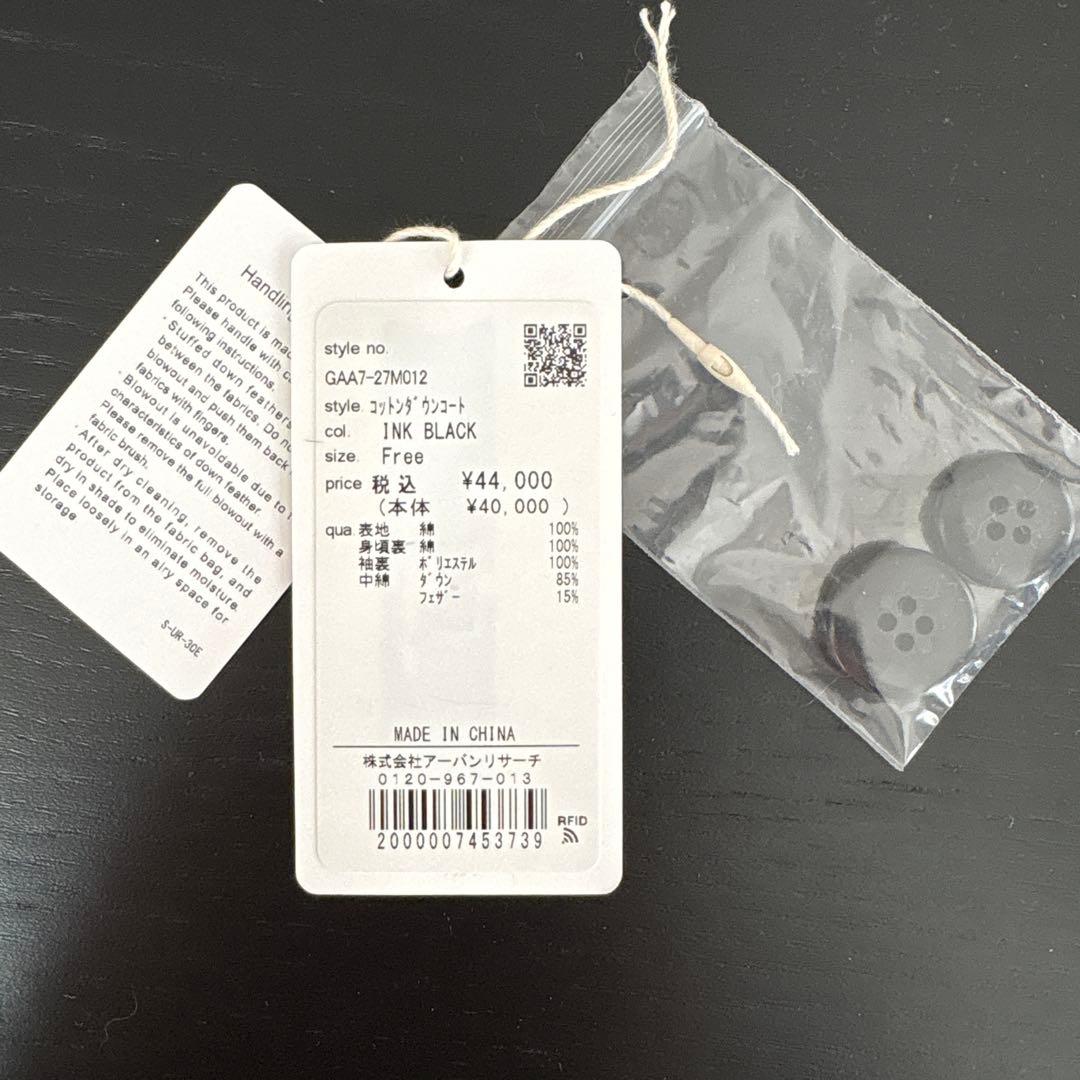 Handling
This product is mad
Please handle with ca
following instructions.
・Stuffed down feathers
between the fabrics. Do no
blowout and push them back
fabrics with fingers.
・Blowout is unavoidable due to
characteristics of down feather.
Please remove the full blowout with a
fabric brush.
・After dry cleaning, remove the
product from the fabric bag, and
dry in shade to eliminate moisture.
Place loosely in an airy space for
storage
S-UR-30E
style no.
GAA7-27M012
style. コットンダウンコート
col. INK BLACK
size. Free
price 税込 ¥44,000
(本体 ¥40,000 )
qua. 表地 綿 100%
身頃裏 綿 100%
袖裏 ポリエステル 100%
中綿 ダウン 85%
フェザー 15%
MADE IN CHINA
株式会社アーバンリサーチ
0120-967-013
RFID
2000007453739